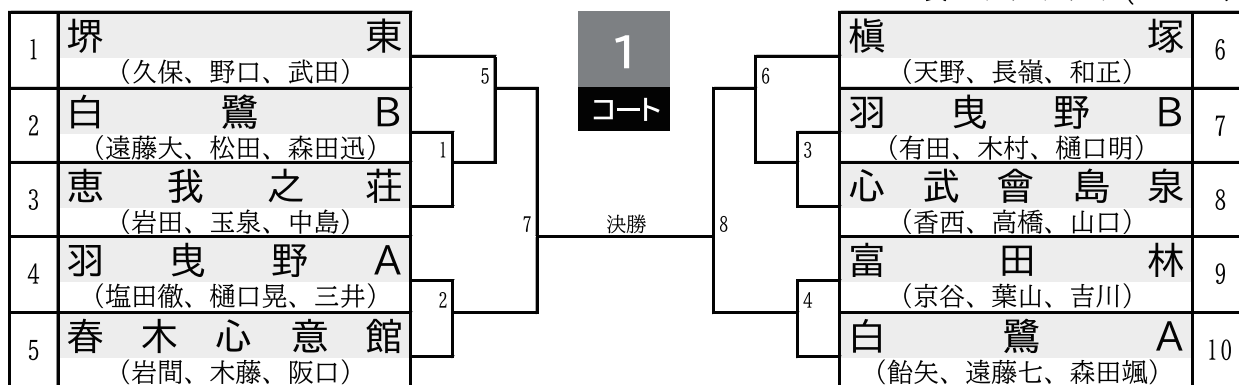 1
堺東
(久保、野口、武田)
2
白鷺B
(遠藤大、松田、森田迅)
3
恵我之荘
(岩田、玉泉、中島)
4
羽曳野A
(塩田徹、樋口晃、三井)
5
春木心意館
(岩間、木藤、阪口)
5
1
7
2
1
コート
決勝
6
3
8
4
槇塚
(天野、長嶺、和正)
6
羽曳野B
(有田、木村、樋口明)
7
心武會島泉
(香西、高橋、山口)
8
富田林
(京谷、葉山、吉川)
9
白鷺A
(飴矢、遠藤七、森田颯)
10